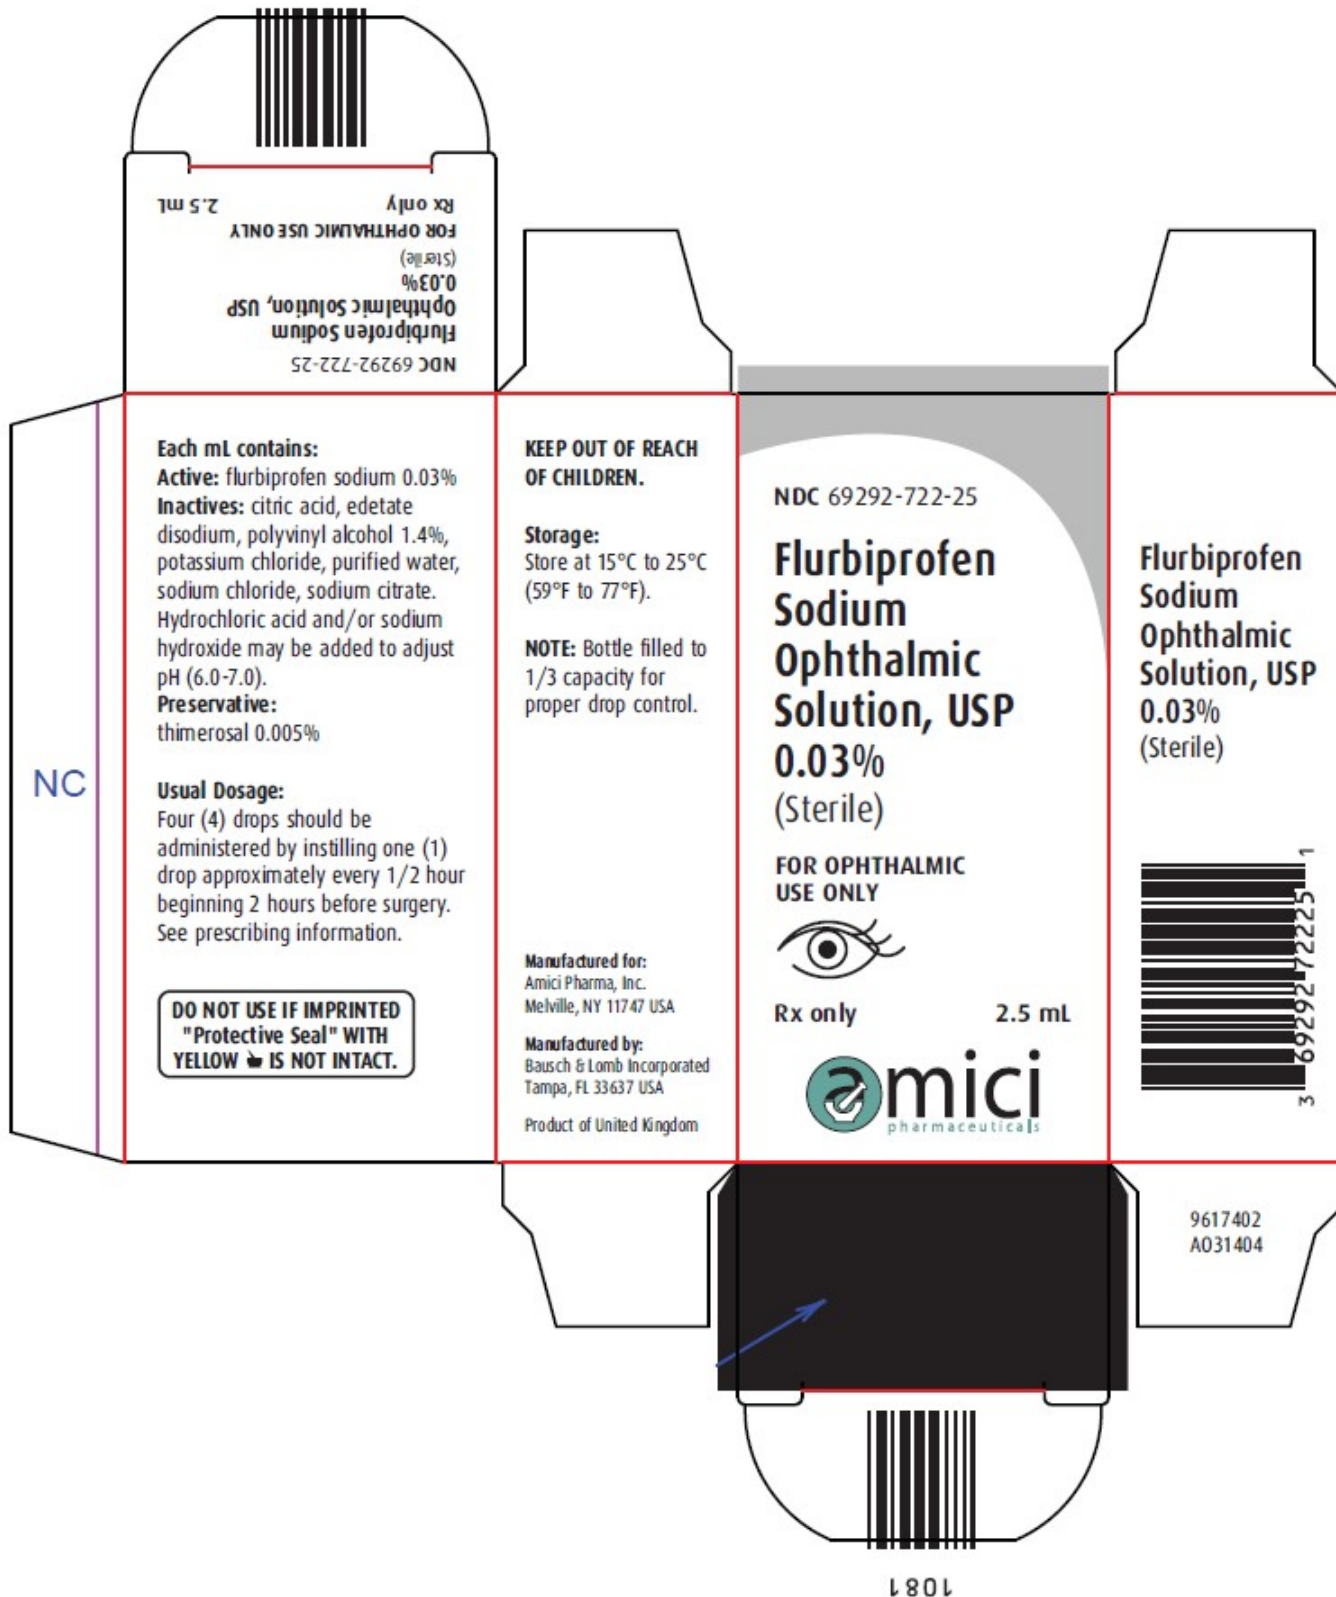 2.5 mL Rx only
FOR OPHTHALMIC USE ONLY
(Sterile)
0.03%
Ophthalmic Solution, USP
Flurbiprofen Sodium
NDC 69292-722-25
NC
Each mL contains:
Active: flurbiprofen sodium 0.03%
Inactives: citric acid, edetate
disodium, polyvinyl alcohol 1.4%,
potassium chloride, purified water,
sodium chloride, sodium citrate.
Hydrochloric acid and/or sodium
hydroxide may be added to adjust
pH (6.0-7.0).
Preservative:
thimerosal 0.005%
Usual Dosage:
Four (4) drops should be
administered by instilling one (1)
drop approximately every 1/2 hour
beginning 2 hours before surgery.
See prescribing information.
DO NOT USE IF IMPRINTED
"Protective Seal" WITH
YELLOW IS NOT INTACT.
KEEP OUT OF REACH
OF CHILDREN.
Storage:
Store at 15°C to 25°C
(59°F to 77°F).
NOTE: Bottle filled to
1/3 capacity for
proper drop control.
Manufactured for:
Amici Pharma, Inc.
Melville, NY 11747 USA
Manufactured by:
Bausch & Lomb Incorporated
Tampa, FL 33637 USA
Product of United Kingdom
NDC 69292-722-25
Flurbiprofen
Sodium
Ophthalmic
Solution, USP
0.03%
(Sterile)
FOR OPHTHALMIC
USE ONLY
Rx only 2.5 mL
amici
pharmaceuticals
Flurbiprofen
Sodium
Ophthalmic
Solution, USP
0.03%
(Sterile)
3 69292 72225 1
9617402
AO31404
1081